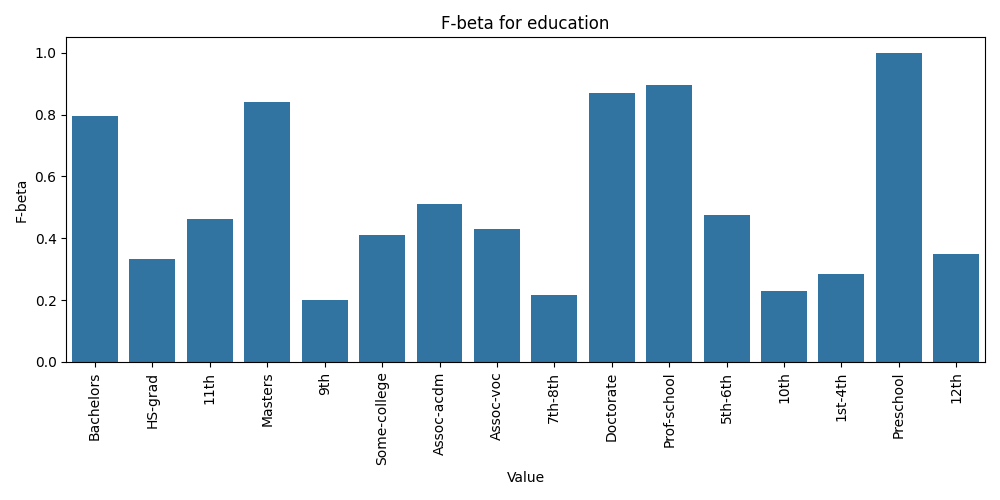 F-beta for education
1.0
0.8
0.6
0.4
0.2
0.0
F-beta
Bachelors
HS-grad
11th
Masters
9th
Some-college
Assoc-acdm
Assoc-voc
7th-8th
Doctorate
Prof-school
5th-6th
10th
1st-4th
Preschool
12th
Value